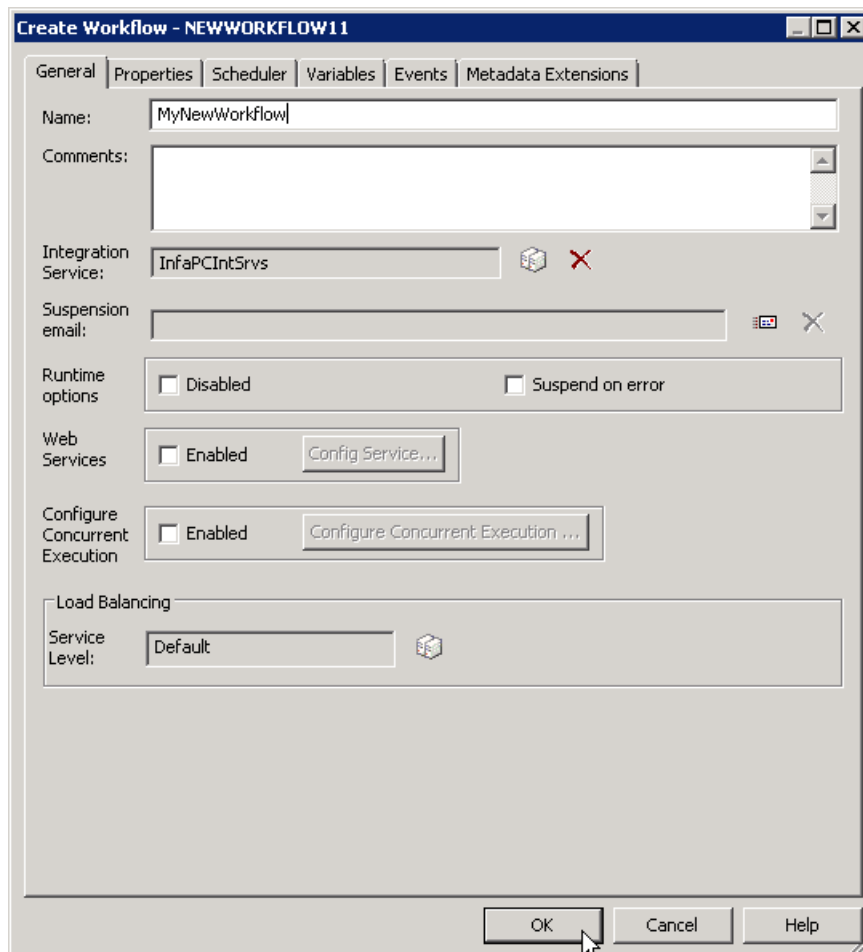 Create Workflow - NEWWORKFLOW11
General Properties Scheduler Variables Events Metadata Extensions
Name: MyNewWorkflow
Comments:
Integration
Service: InfaPCIntSrvs
Suspension
email:
Runtime
options Disabled Suspend on error
Web
Services Enabled Config Service...
Configure
Concurrent
Execution Enabled Configure Concurrent Execution ...
Load Balancing
Service
Level: Default
OK Cancel Help